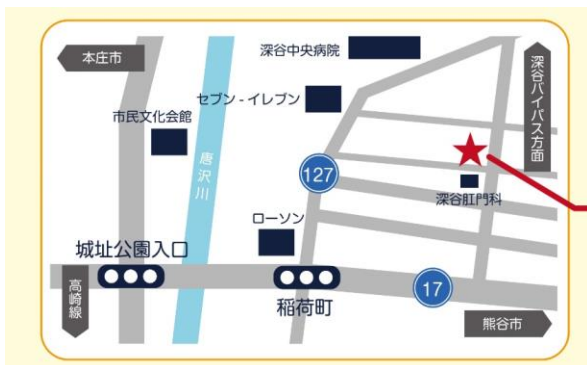 本庄市
深谷中央病院
深谷バイパス方面
セブン-イレブン
市民文化会館
唐沢川
127
深谷肛門科
ローソン
城址公園入口
稲荷町
17
高崎線
熊谷市